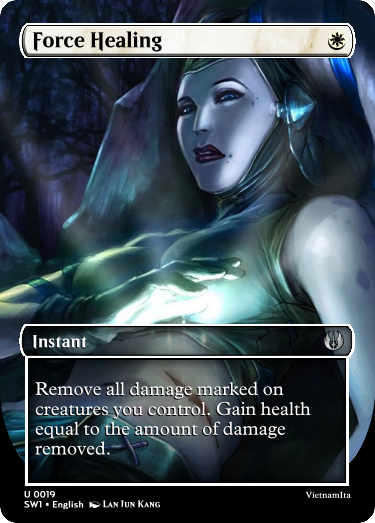 Force Healing
Instant
Remove all damage marked on
creatures you control. Gain health
equal to the amount of damage
removed.
U 0019
SW1 • English Lan Jun Kang
VietnamIta